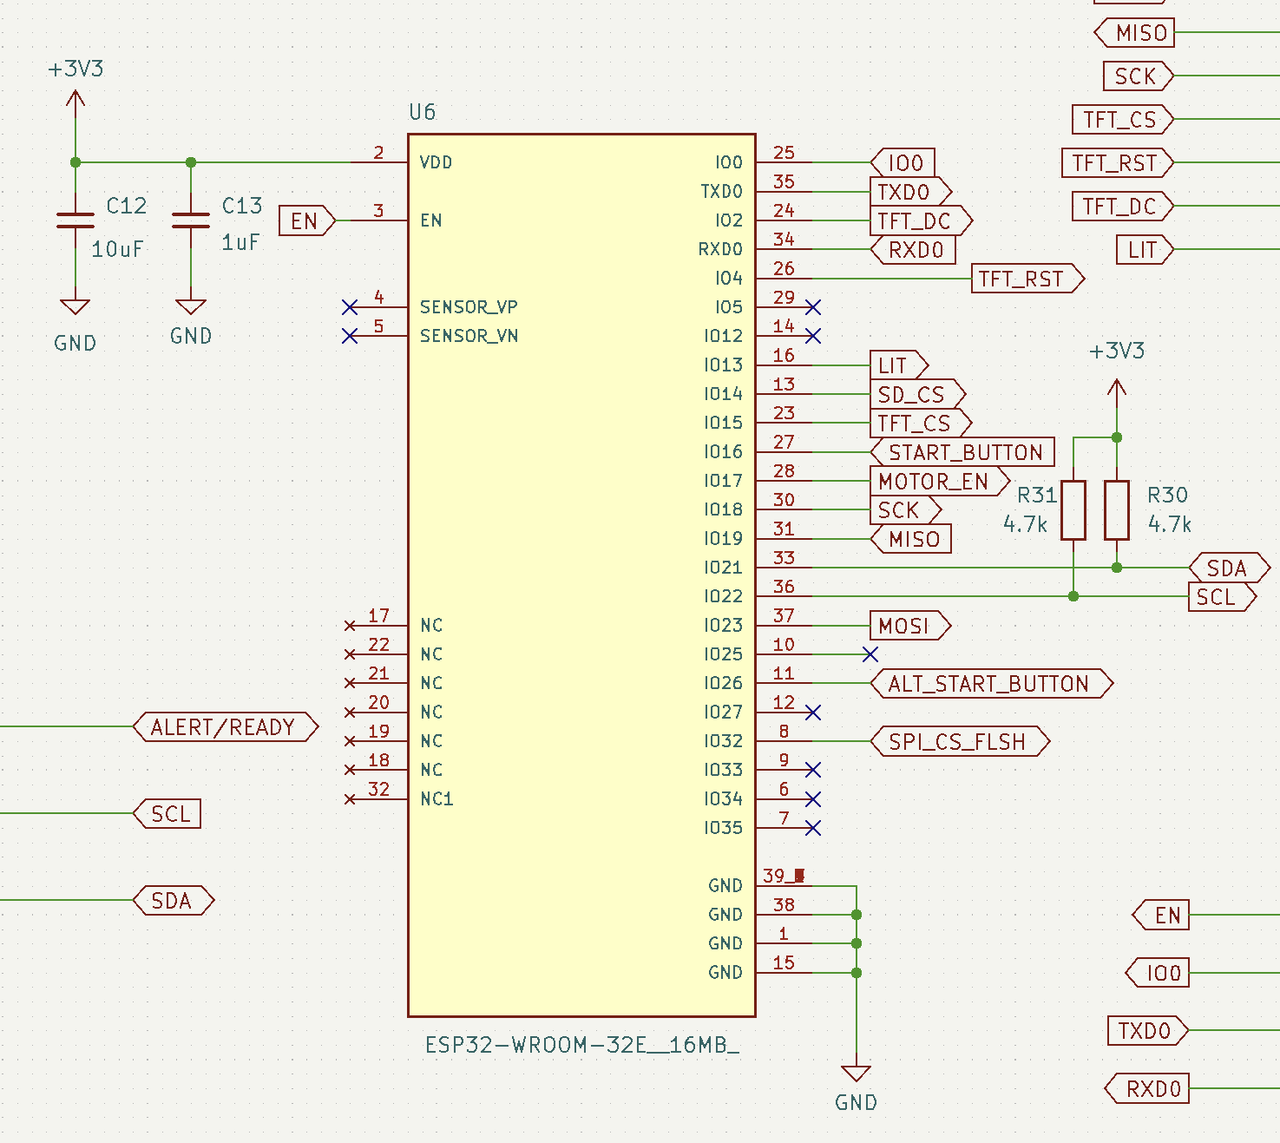 MISO
+3V3
SCK
U6
TFT_CS
2 VDD IO0 25 IO0 TFT_RST
TXD0 35 TXD0
C12 C13 TFT_DC
EN 3 EN IO2 24 TFT_DC
10uF 1uF RXD0 34 RXD0 LIT
IO4 26 TFT_RST
4 SENSOR_VP IO5 29
GND GND 5 SENSOR_VN IO12 14
+3V3
IO13 16 LIT
IO14 13 SD_CS
IO15 23 TFT_CS
IO16 27 START_BUTTON
IO17 28 MOTOR_EN R31 R30
IO18 30 SCK 4.7k 4.7k
IO19 31 MISO
IO21 33 SDA
IO22 36 SCL
17 NC IO23 37 MOSI
22 NC IO25 10
21 NC IO26 11 ALT_START_BUTTON
20 NC IO27 12
ALERT/READY
19 NC IO32 8 SPI_CS_FLSH
18 NC IO33 9
32 NC1 IO34 6
SCL
IO35 7
GND 39_
SDA
GND 38 EN
GND 1
GND 15 IO0
TXD0
ESP32-WROOM-32E__16MB_
RXD0
GND